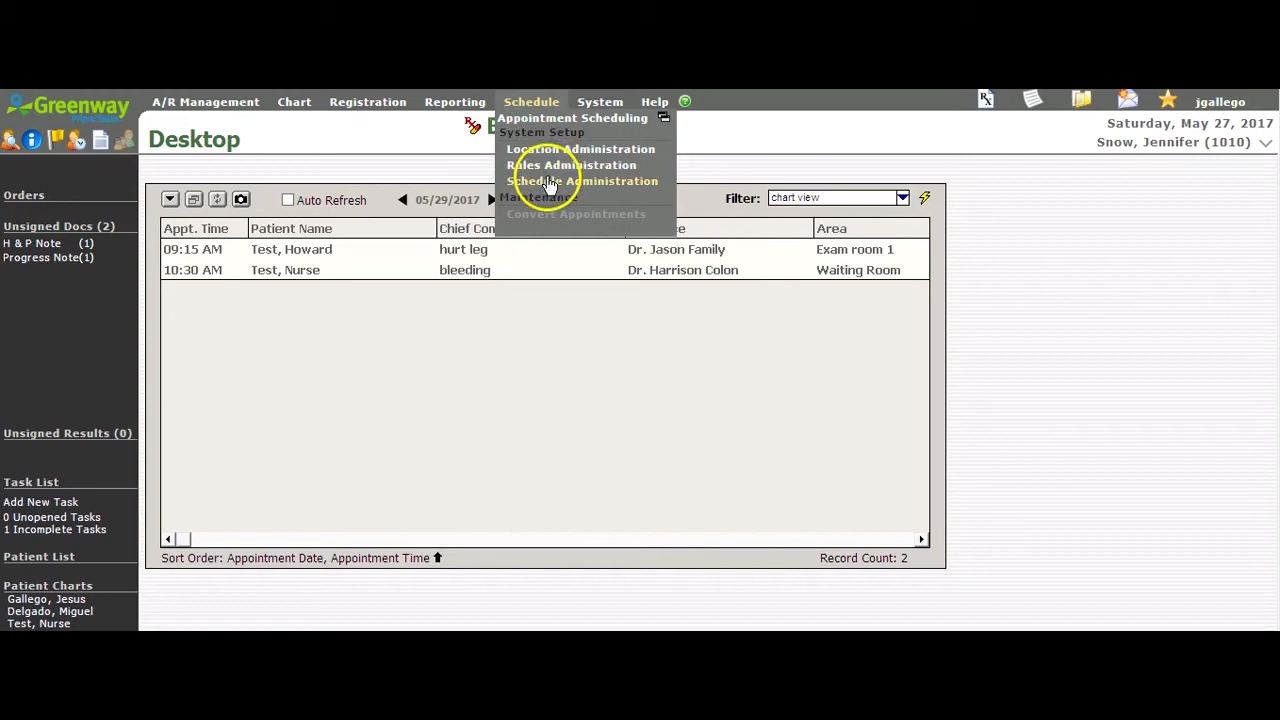 Greenway
A/R Management Chart Registration Reporting Schedule System Help
jgallego
Saturday, May 27, 2017
Snow, Jennifer (1010)
Desktop
Appointment Scheduling
System Setup
Location Administration
Rules Administration
Schedule Administration
Maintenance
Convert Appointments
Orders
Unsigned Docs (2)
H & P Note (1)
Progress Note(1)
Unsigned Results (0)
Task List
Add New Task
0 Unopened Tasks
1 Incomplete Tasks
Patient List
Patient Charts
Gallego, Jesus
Delgado, Miguel
Test, Nurse
Auto Refresh 05/29/2017 Filter: chart view
Appt. Time Patient Name Chief Com Area
09:15 AM Test, Howard hurt leg Dr. Jason Family Exam room 1
10:30 AM Test, Nurse bleeding Dr. Harrison Colon Waiting Room
Sort Order: Appointment Date, Appointment Time Record Count: 2